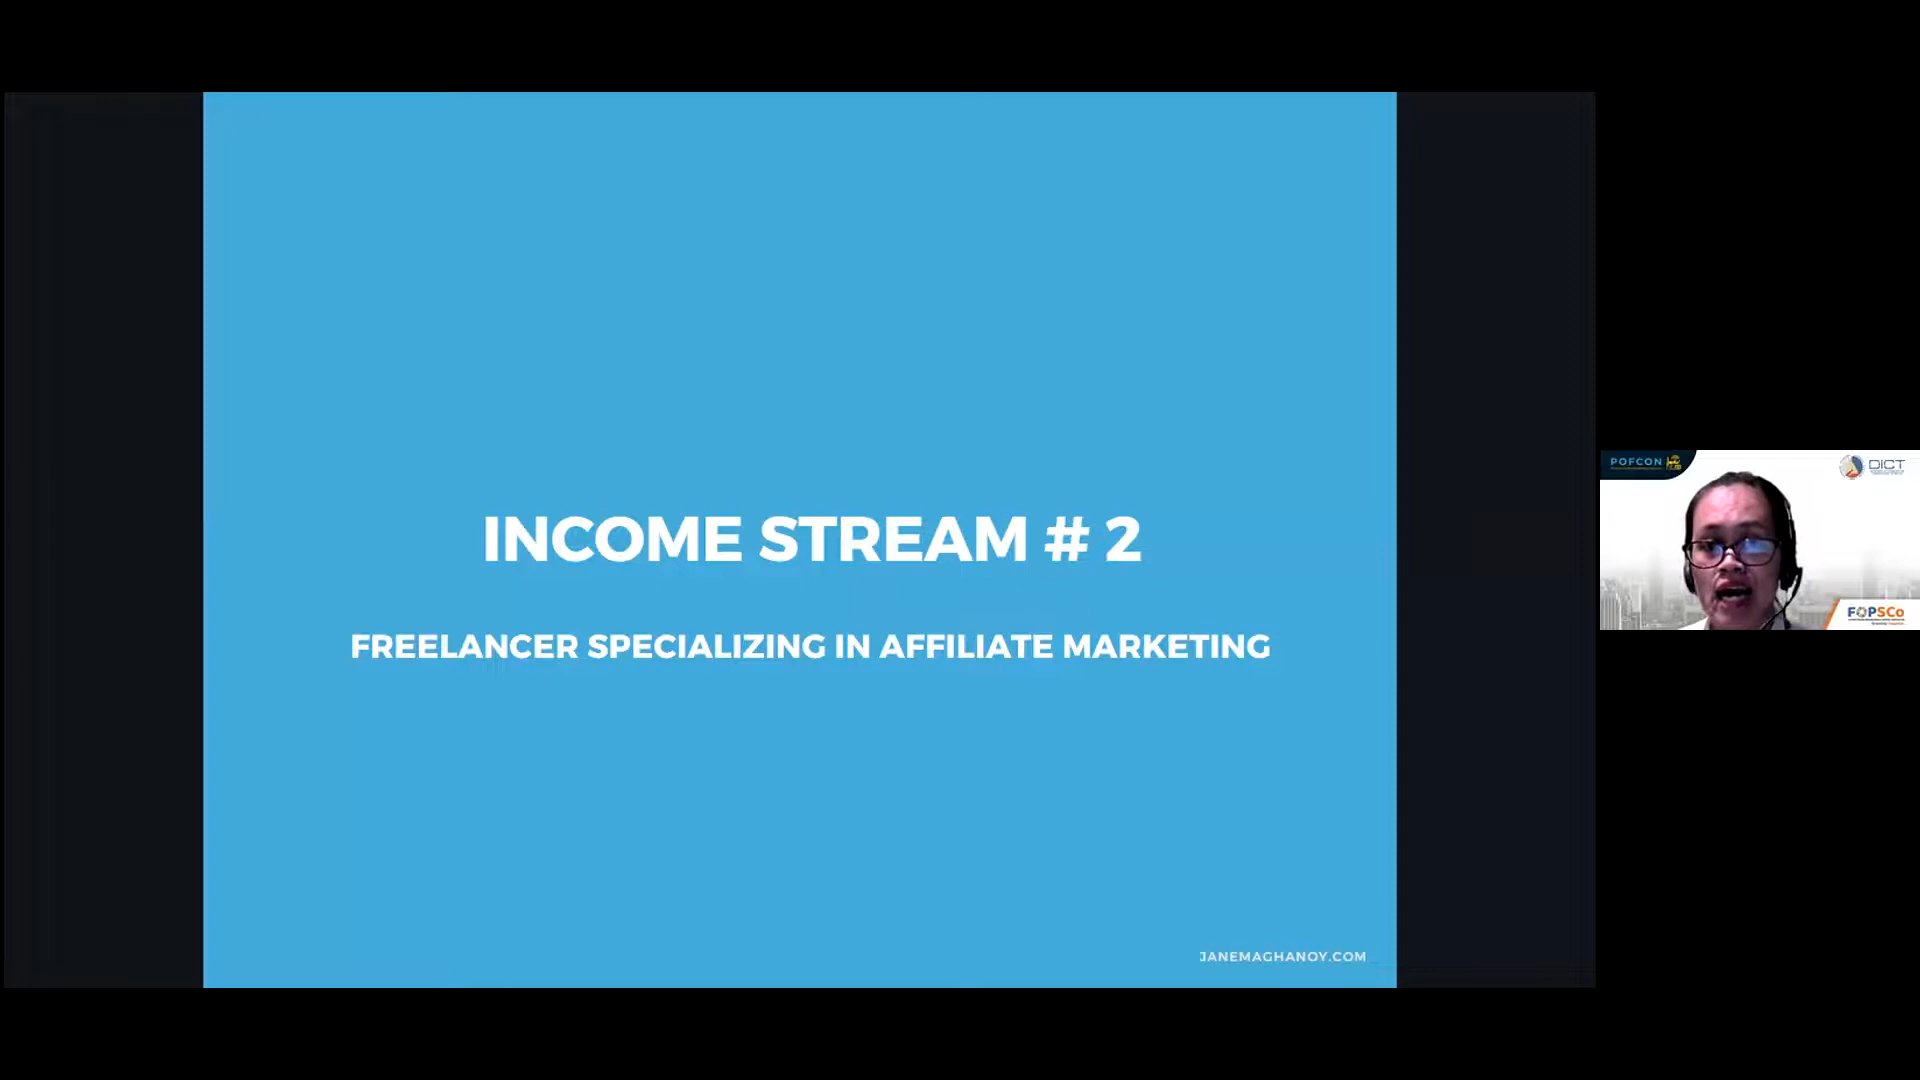 INCOME STREAM # 2
FREELANCER SPECIALIZING IN AFFILIATE MARKETING
JANEMAGHANOY.COM
POFCON
DICT
FOPSCo